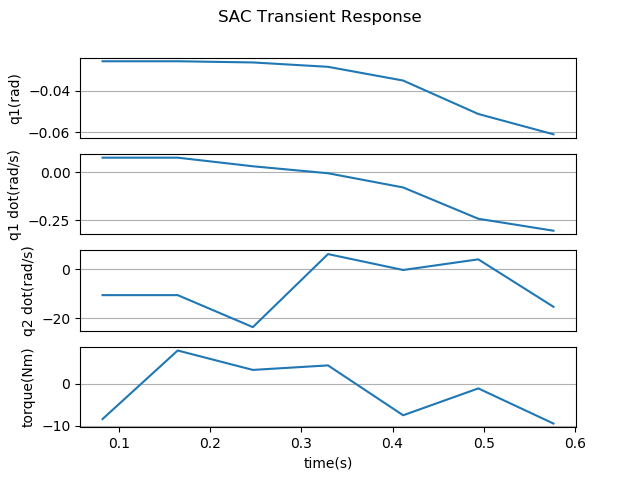 SAC Transient Response
q1(rad)
−0.04
−0.06
q1 dot(rad/s)
0.00
−0.25
q2 dot(rad/s)
0
−20
torque(Nm)
0
−10
0.1 0.2 0.3 0.4 0.5 0.6
time(s)